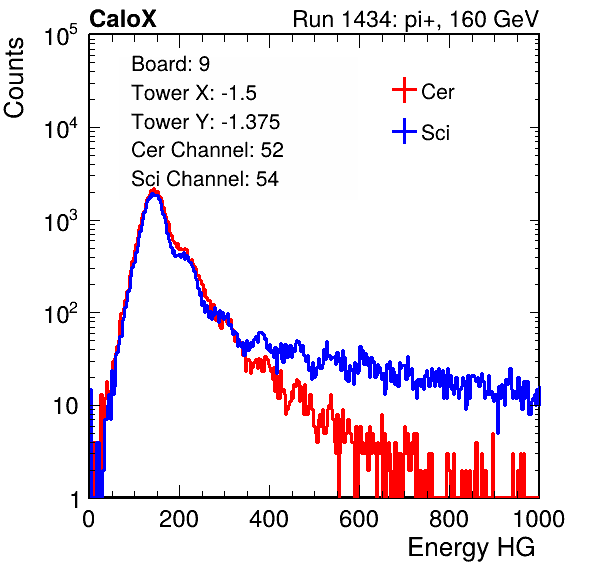 CaloX Run 1434: pi+, 160 GeV
Counts
Board: 9
Tower X: -1.5
Tower Y: -1.375
Cer Channel: 52
Sci Channel: 54
Cer
Sci
10^5
10^4
10^3
10^2
10
1
0 200 400 600 800 1000
Energy HG